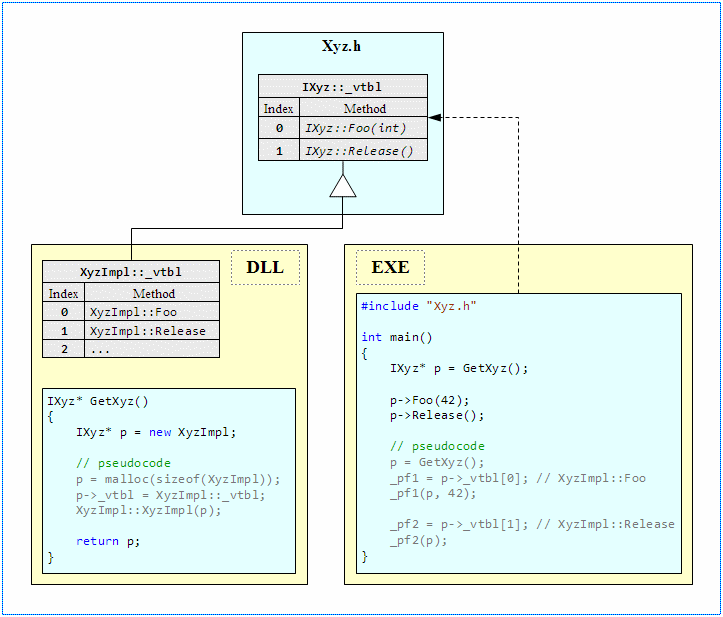 Xyz.h
IXyz::_vtbl
Index Method
0 IXyz::Foo(int)
1 IXyz::Release()
DLL
XyzImpl::_vtbl
Index Method
0 XyzImpl::Foo
1 XyzImpl::Release
2 ...
IXyz* GetXyz()
{
    IXyz* p = new XyzImpl;
    // pseudocode
    p = malloc(sizeof(XyzImpl));
    p->_vtbl = XyzImpl::_vtbl;
    XyzImpl::XyzImpl(p);
    return p;
}
EXE
#include "Xyz.h"
int main()
{
    IXyz* p = GetXyz();
    p->Foo(42);
    p->Release();
    // pseudocode
    p = GetXyz();
    _pf1 = p->_vtbl[0]; // XyzImpl::Foo
    _pf1(p, 42);
    _pf2 = p->_vtbl[1]; // XyzImpl::Release
    _pf2(p);
}